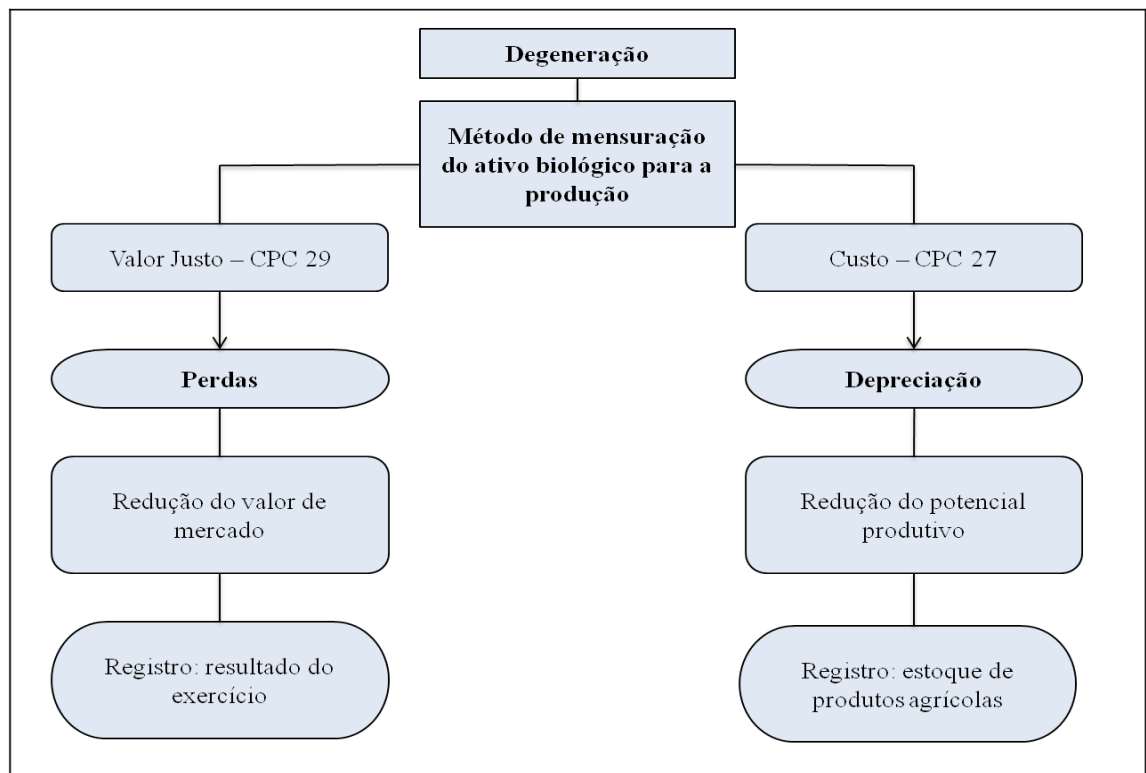 Degeneração
Método de mensuração
do ativo biológico para a
produção
Valor Justo – CPC 29
Perdas
Redução do valor de
mercado
Registro: resultado do
exercício
Custo – CPC 27
Depreciação
Redução do potencial
produtivo
Registro: estoque de
produtos agrícolas